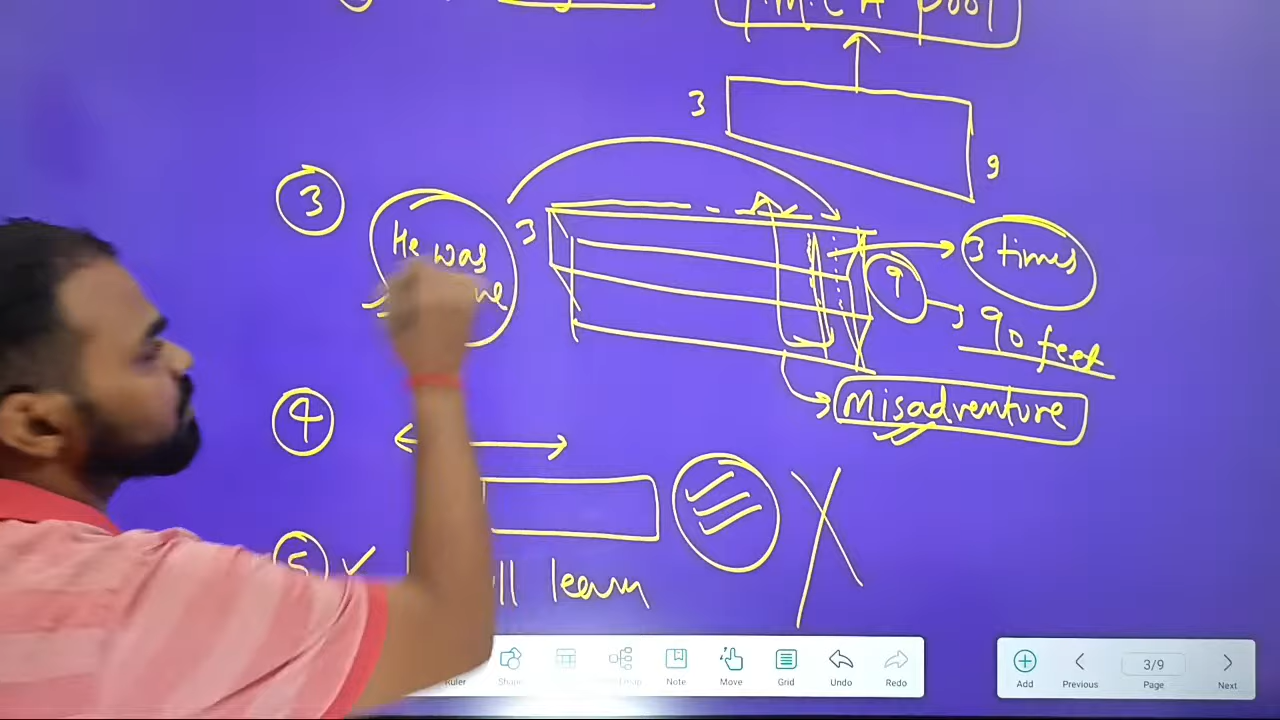 Y.M.C.A pool
3
9
3
He was
3
9
3 times
90 feet
Misadventure
4
5
learn
Ruler
Note
Move
Grid
Undo
Redo
Add
Previous
3/9
Page
Next